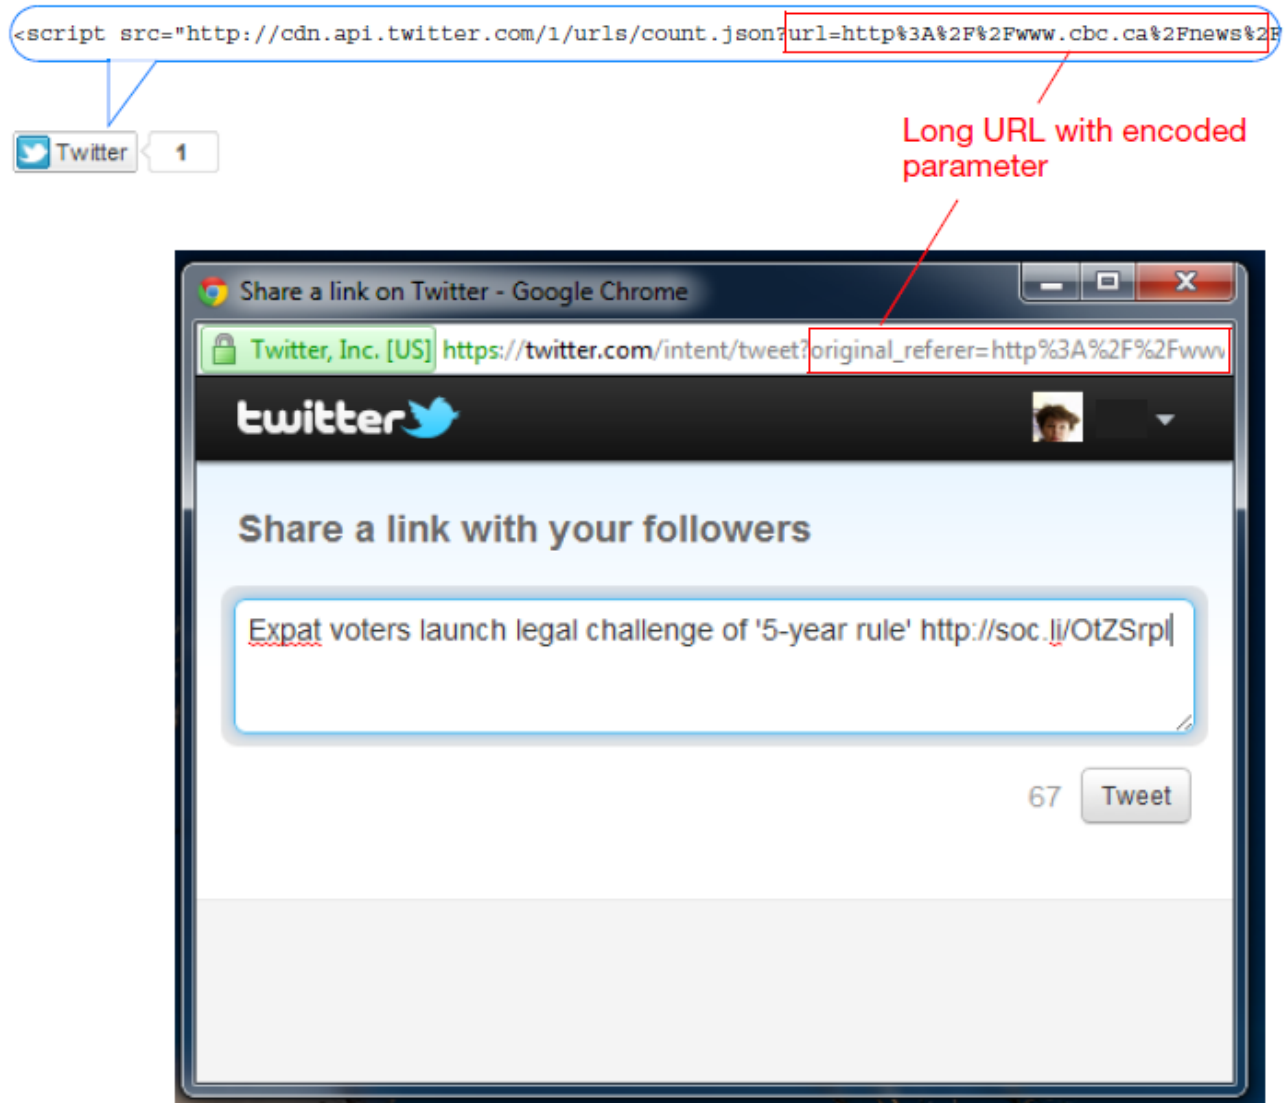 <script src="http://cdn.api.twitter.com/1/urls/count.json?url=http%3A%2F%2Fwww.cbc.ca%2Fnews%2F
Twitter 1
Long URL with encoded
parameter
Share a link on Twitter - Google Chrome
Twitter, Inc. [US] https://twitter.com/intent/tweet?original_referer=http%3A%2F%2Fwww
twitter
Share a link with your followers
Expat voters launch legal challenge of '5-year rule' http://soc.li/OtZSrpl
67 Tweet